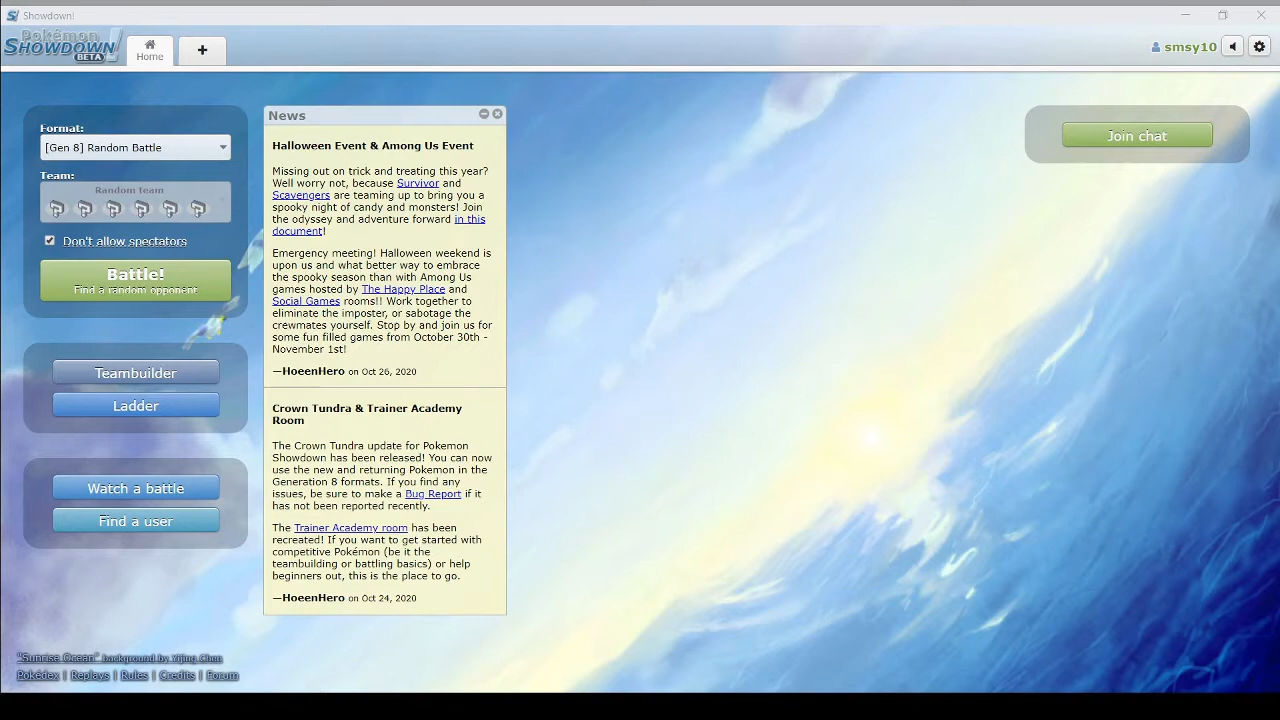 Showdown!
Pokémon
SHOWDOWN!
BETA
Home
+
smsy10
Format:
[Gen 8] Random Battle
Team:
Random team
Don't allow spectators
Battle!
Find a random opponent
Teambuilder
Ladder
Watch a battle
Find a user
News
Halloween Event & Among Us Event
Missing out on trick and treating this year?
Well worry not, because Survivor and
Scavengers are teaming up to bring you a
spooky night of candy and monsters! Join
the odyssey and adventure forward in this
document!
Emergency meeting! Halloween weekend is
upon us and what better way to embrace
the spooky season than with Among Us
games hosted by The Happy Place and
Social Games rooms!! Work together to
eliminate the imposter, or sabotage the
crewmates yourself. Stop by and join us for
some fun filled games from October 30th -
November 1st!
—HoeenHero on Oct 26, 2020
Crown Tundra & Trainer Academy
Room
The Crown Tundra update for Pokemon
Showdown has been released! You can now
use the new and returning Pokemon in the
Generation 8 formats. If you find any
issues, be sure to make a Bug Report if it
has not been reported recently.
The Trainer Academy room has been
recreated! If you want to get started with
competitive Pokémon (be it the
teambuilding or battling basics) or help
beginners out, this is the place to go.
—HoeenHero on Oct 24, 2020
Join chat
"Sunrise Ocean" background by Yijing Chen
Pokédex | Replays | Rules | Credits | Forum